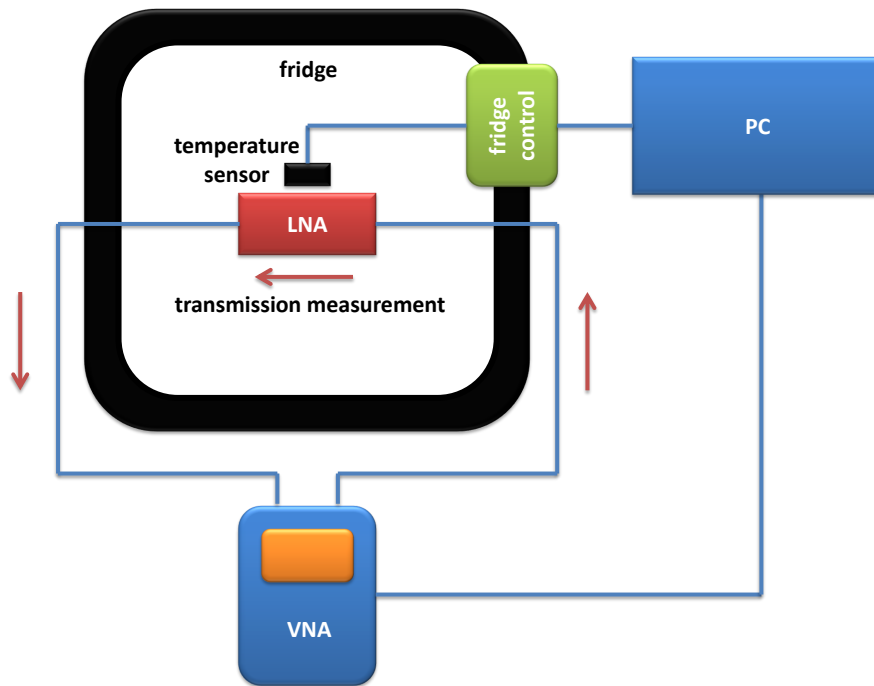 fridge
fridge
control
PC
temperature
sensor
LNA
transmission measurement
VNA